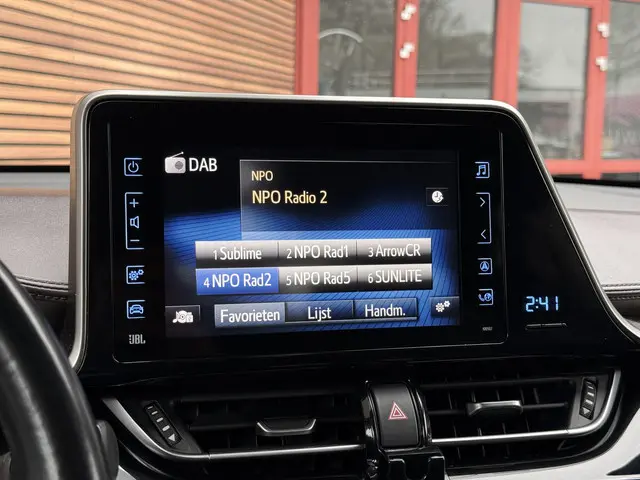 DAB
NPO
NPO Radio 2
1 Sublime 2 NPO Rad1 3 ArrowCR
4 NPO Rad2 5 NPO Rad5 6 SUNLITE
Favorieten Lijst Handm.
2:41
JBL